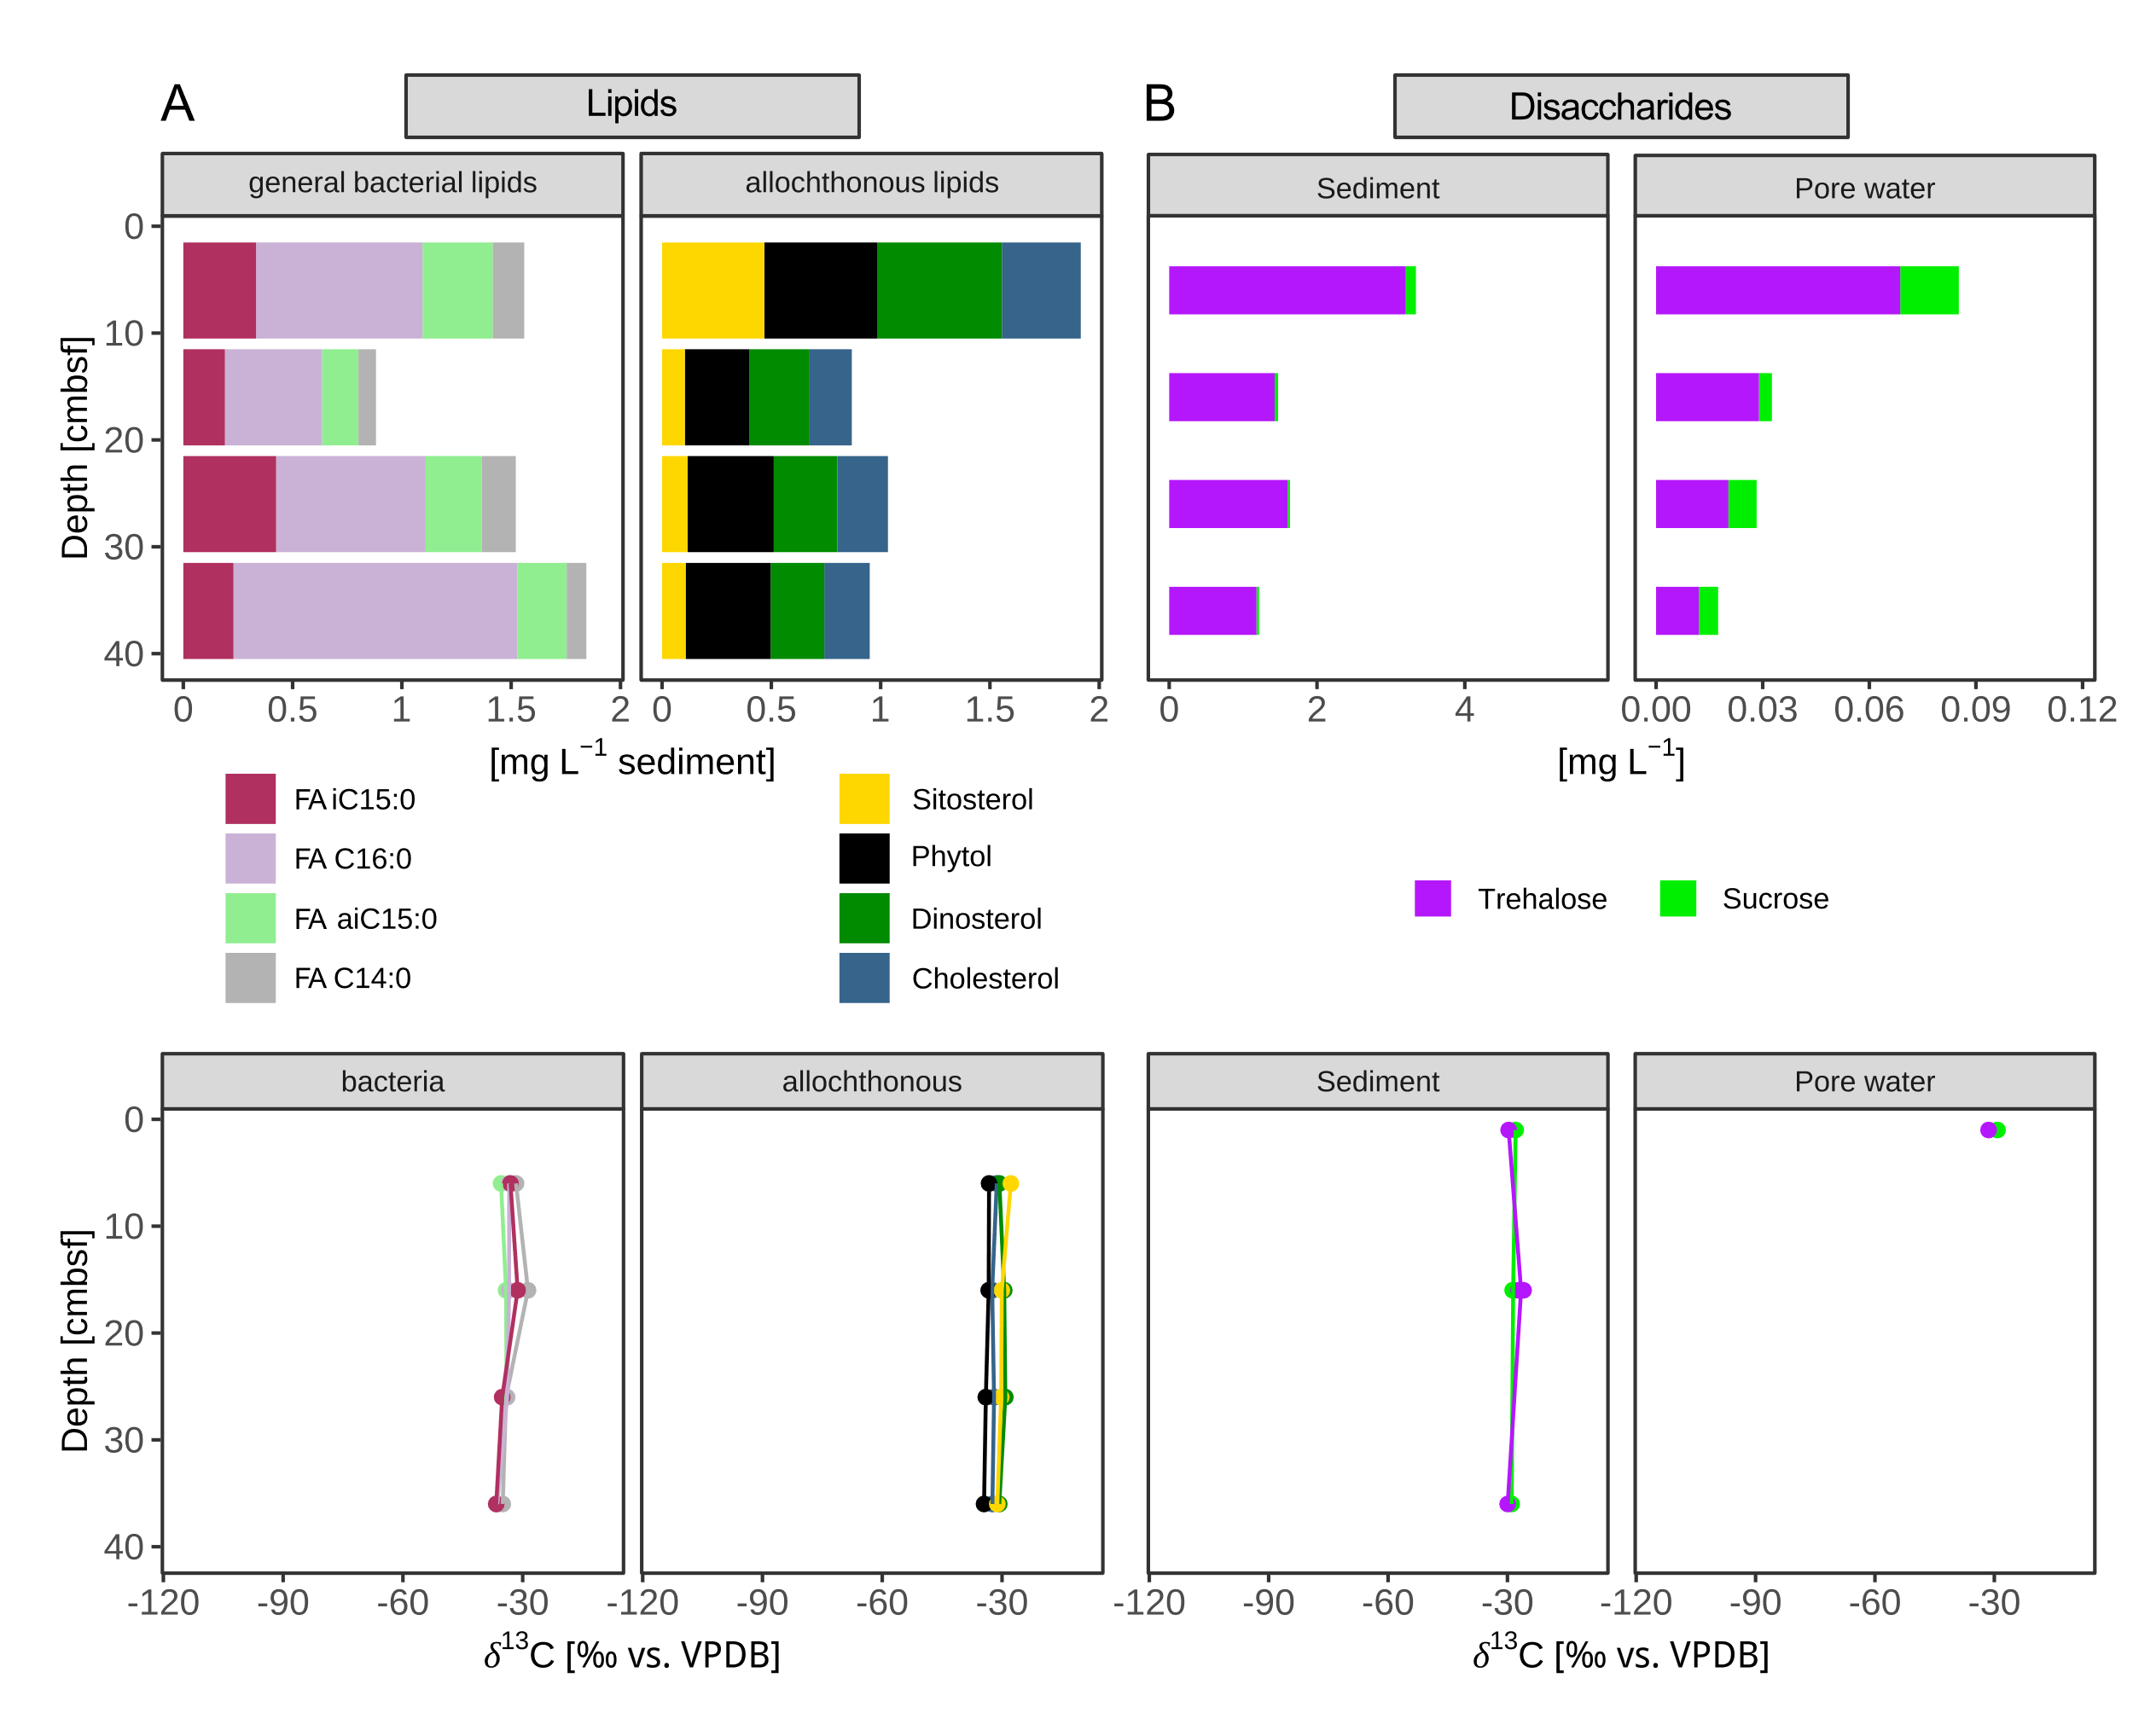 A
Lipids
B
Disaccharides
general bacterial lipids
allochthonous lipids
Sediment
Pore water
Depth [cmbsf]
0
10
20
30
40
0 0.5 1 1.5 2
0 0.5 1 1.5 2
0 2 4
0.00 0.03 0.06 0.09 0.12
[mg L⁻¹ sediment]
[mg L⁻¹]
FA iC15:0
FA C16:0
FA aiC15:0
FA C14:0
Sitosterol
Phytol
Dinosterol
Cholesterol
Trehalose
Sucrose
bacteria
allochthonous
Sediment
Pore water
Depth [cmbsf]
0
10
20
30
40
-120 -90 -60 -30
-120 -90 -60 -30
-120 -90 -60 -30
-120 -90 -60 -30
δ¹³C [‰ vs. VPDB]
δ¹³C [‰ vs. VPDB]